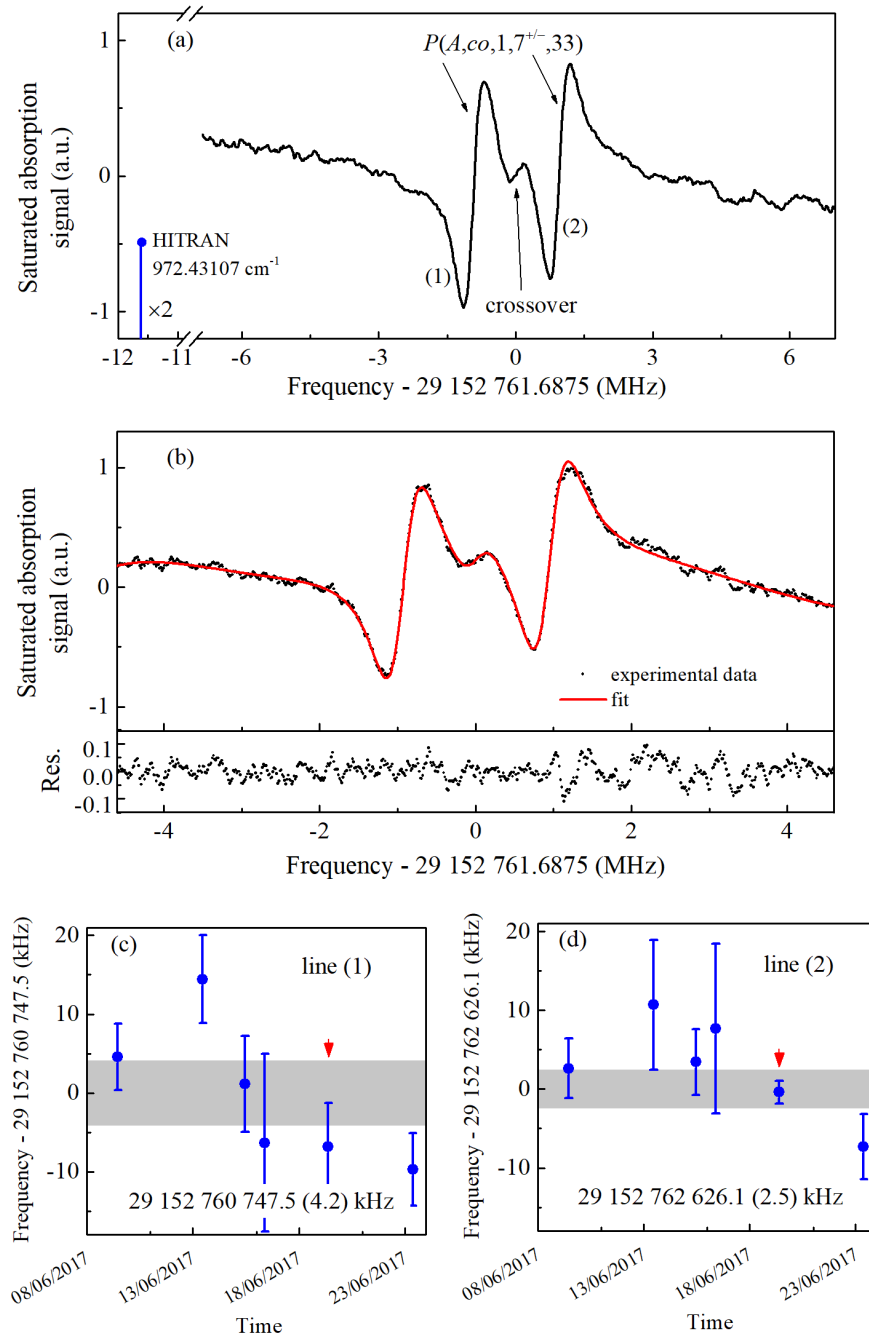 (a)
P(A,co,1,7+/−,33)
1
0
-1
Saturated absorption
signal (a.u.)
HITRAN
972.43107 cm-1
×2
(1)
(2)
crossover
-12 -11 -6 -3 0 3 6
Frequency - 29 152 761.6875 (MHz)
(b)
1
0
-1
Saturated absorption
signal (a.u.)
experimental data
fit
0.1
0.0
-0.1
Res.
-4 -2 0 2 4
Frequency - 29 152 761.6875 (MHz)
(c)
line (1)
20
10
0
-10
Frequency - 29 152 760 747.5 (kHz)
29 152 760 747.5 (4.2) kHz
08/06/2017 13/06/2017 18/06/2017 23/06/2017
Time
(d)
line (2)
20
10
0
-10
Frequency - 29 152 762 626.1 (kHz)
29 152 762 626.1 (2.5) kHz
08/06/2017 13/06/2017 18/06/2017 23/06/2017
Time